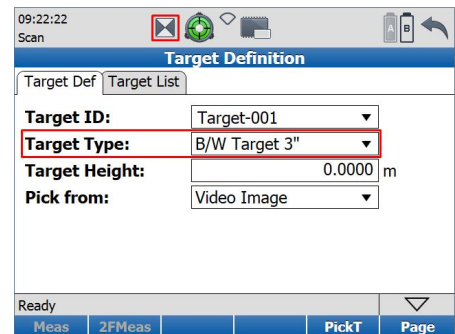 09:22:22
Scan
A B
Target Definition
Target Def Target List
Target ID: Target-001
Target Type: B/W Target 3"
Target Height: 0.0000 m
Pick from: Video Image
Ready
Meas 2FMeas PickT Page